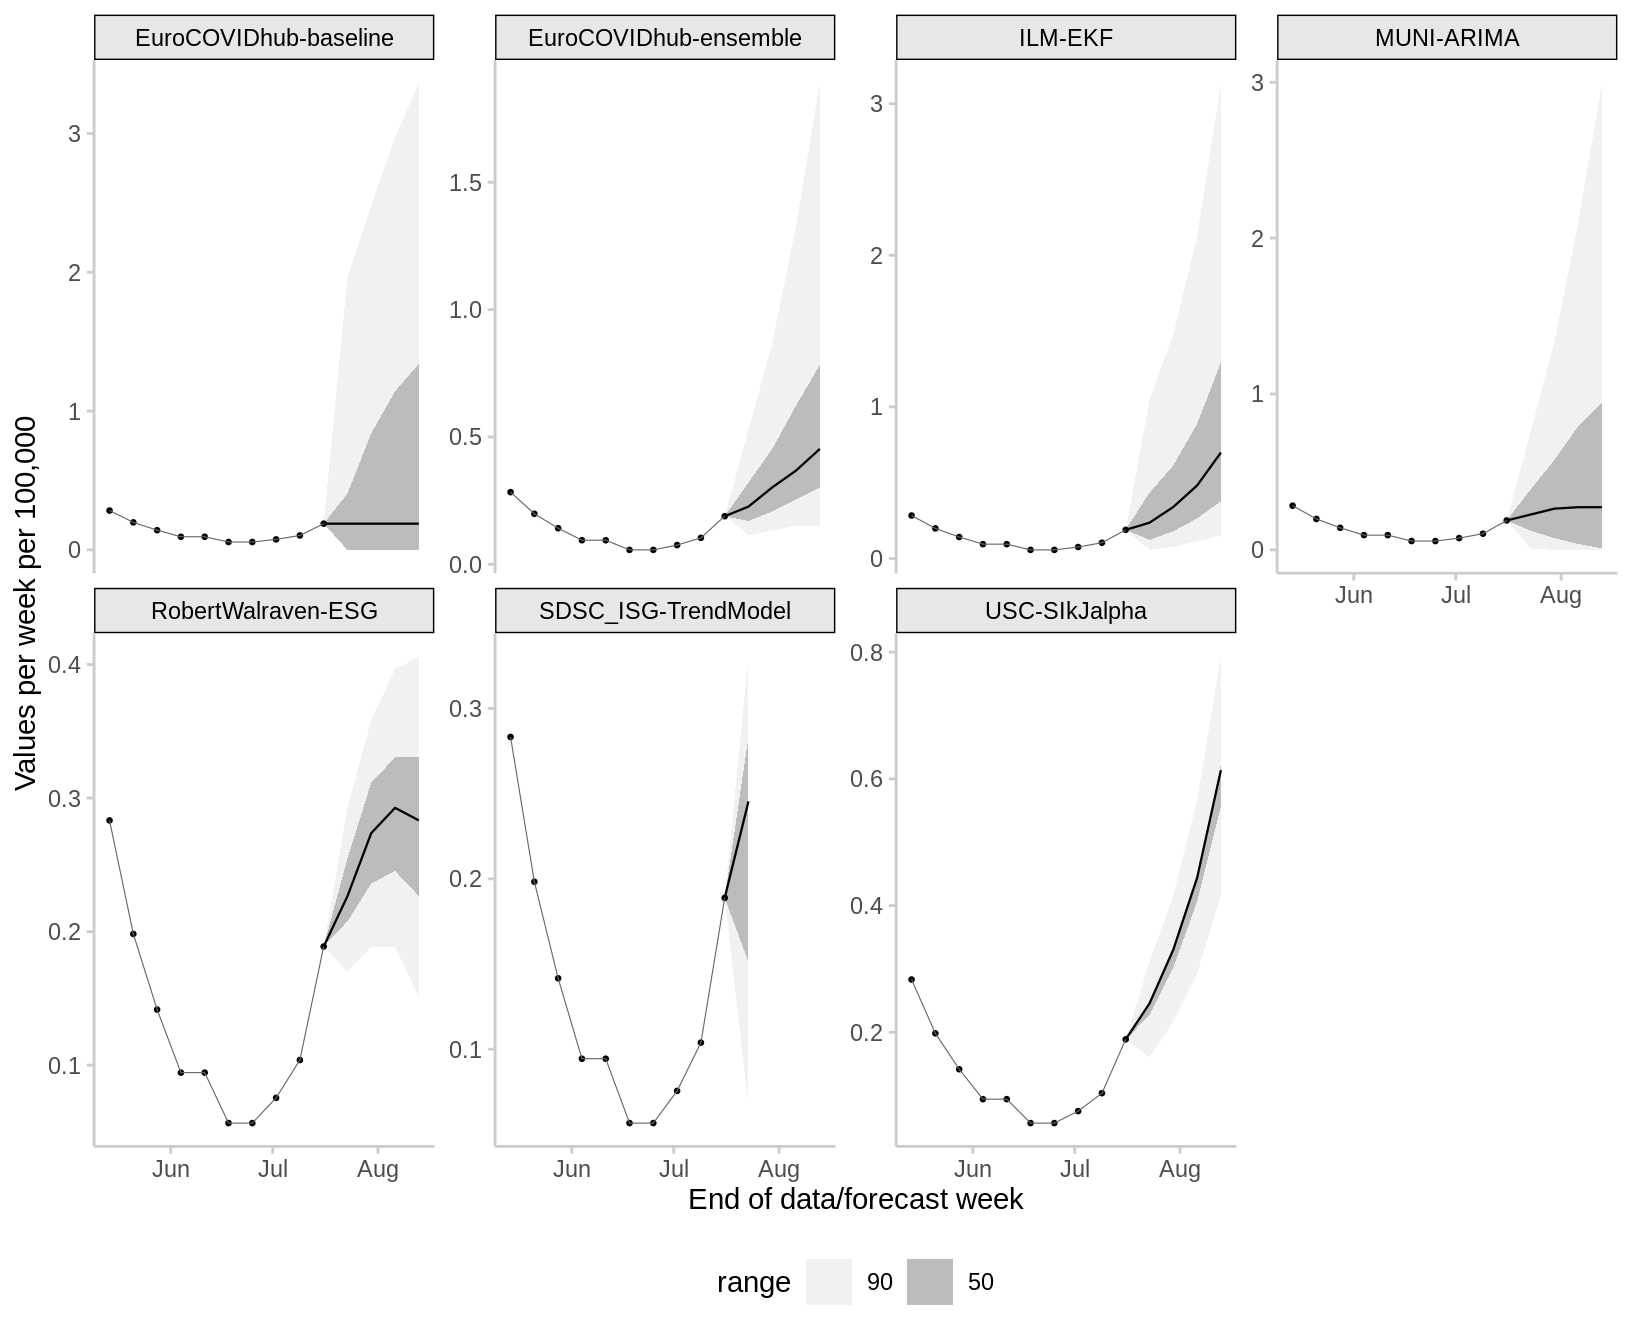 EuroCOVIDhub-baseline
EuroCOVIDhub-ensemble
ILM-EKF
MUNI-ARIMA
3
2
1
0
1.5
1.0
0.5
0.0
3
2
1
0
3
2
1
0
Jun Jul Aug
Values per week per 100,000
RobertWalraven-ESG
SDSC_ISG-TrendModel
USC-SIkJalpha
0.4
0.3
0.2
0.1
Jun Jul Aug
0.3
0.2
0.1
Jun Jul Aug
0.8
0.6
0.4
0.2
Jun Jul Aug
End of data/forecast week
range 90 50